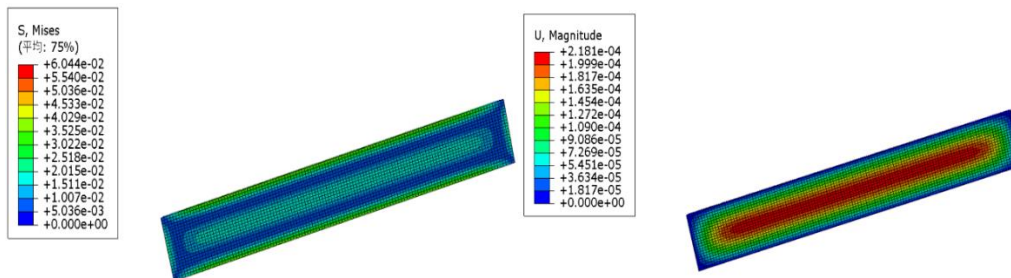 S, Mises
(平均: 75%)
+6.044e-02
+5.540e-02
+5.036e-02
+4.533e-02
+4.029e-02
+3.525e-02
+3.022e-02
+2.518e-02
+2.015e-02
+1.511e-02
+1.007e-02
+5.036e-03
+0.000e+00
U, Magnitude
+2.181e-04
+1.999e-04
+1.817e-04
+1.635e-04
+1.454e-04
+1.272e-04
+1.090e-04
+9.086e-05
+7.269e-05
+5.451e-05
+3.634e-05
+1.817e-05
+0.000e+00